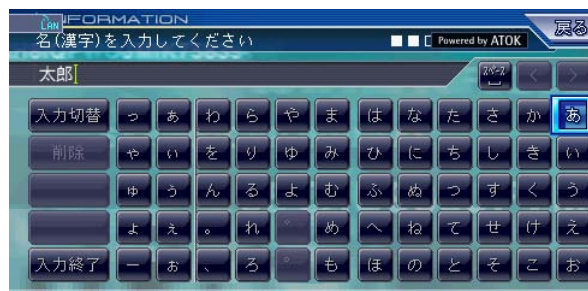 LAN INFORMATION
名(漢字)を入力してください Powered by ATOK 戻る
太郎 スペース < >
入力切替 っ ぁ わ ら や ま は な た さ か あ
削除 ゃ ぃ を り ゆ み ひ に ち し き い
ゅ ぅ ん る よ む ふ ぬ つ す く う
ょ ぇ 。 れ ゛ め へ ね て せ け え
入力終了 ー ぉ 、 ろ ゜ も ほ の と そ こ お